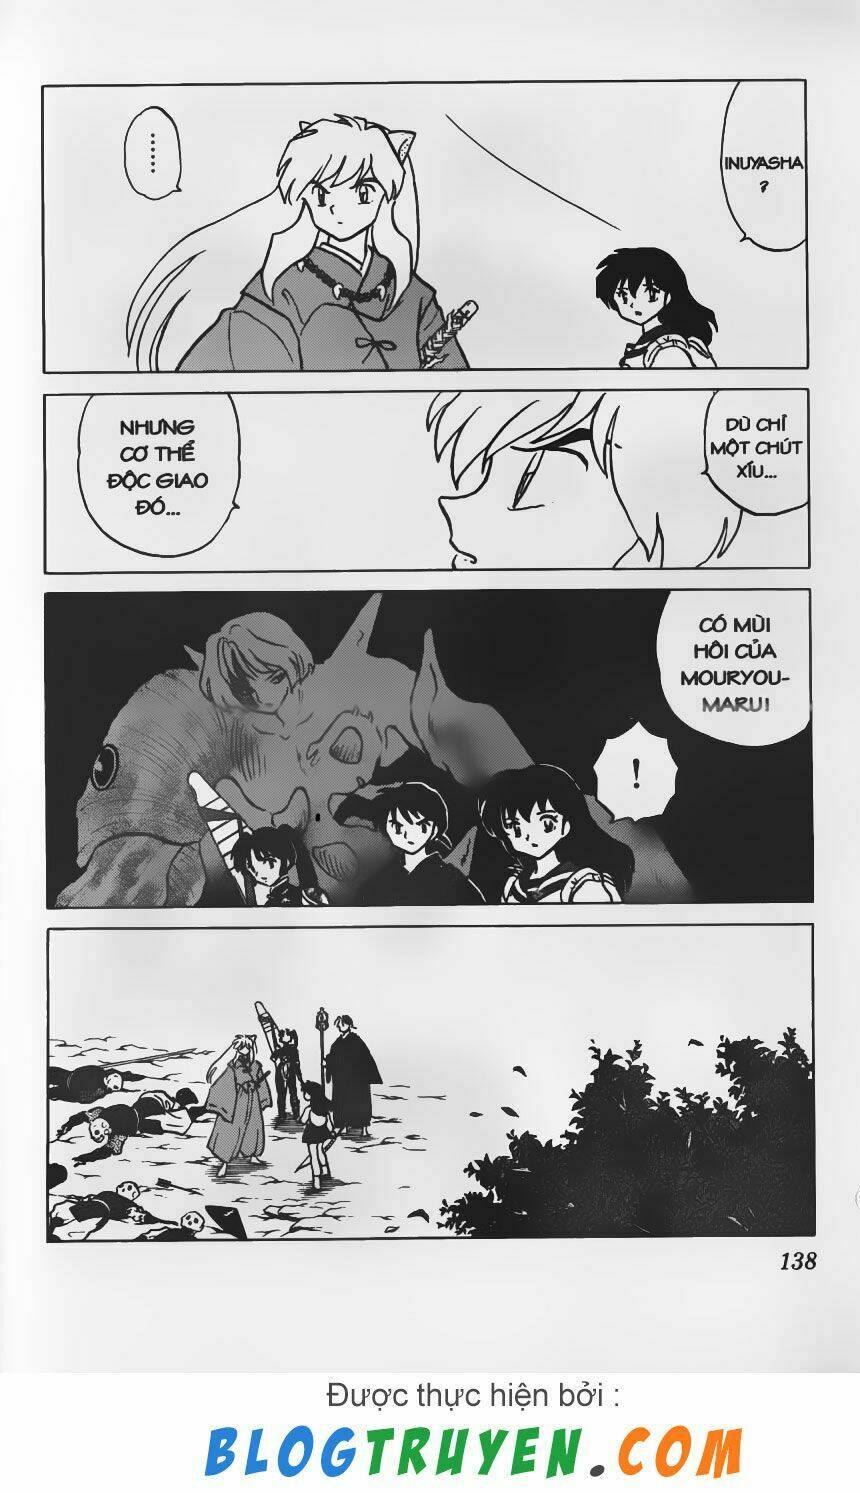 INUYASHA
?
......
DÙ CHỈ
MỘT CHÚT
XÍU...
NHƯNG
CƠ THỂ
ĐỘC GIAO
ĐÓ...
CÓ MÙI
HÔI CỦA
MOURYOU-
MARU!
!
138
Được thực hiện bởi :
BLOGTRUYEN.COM